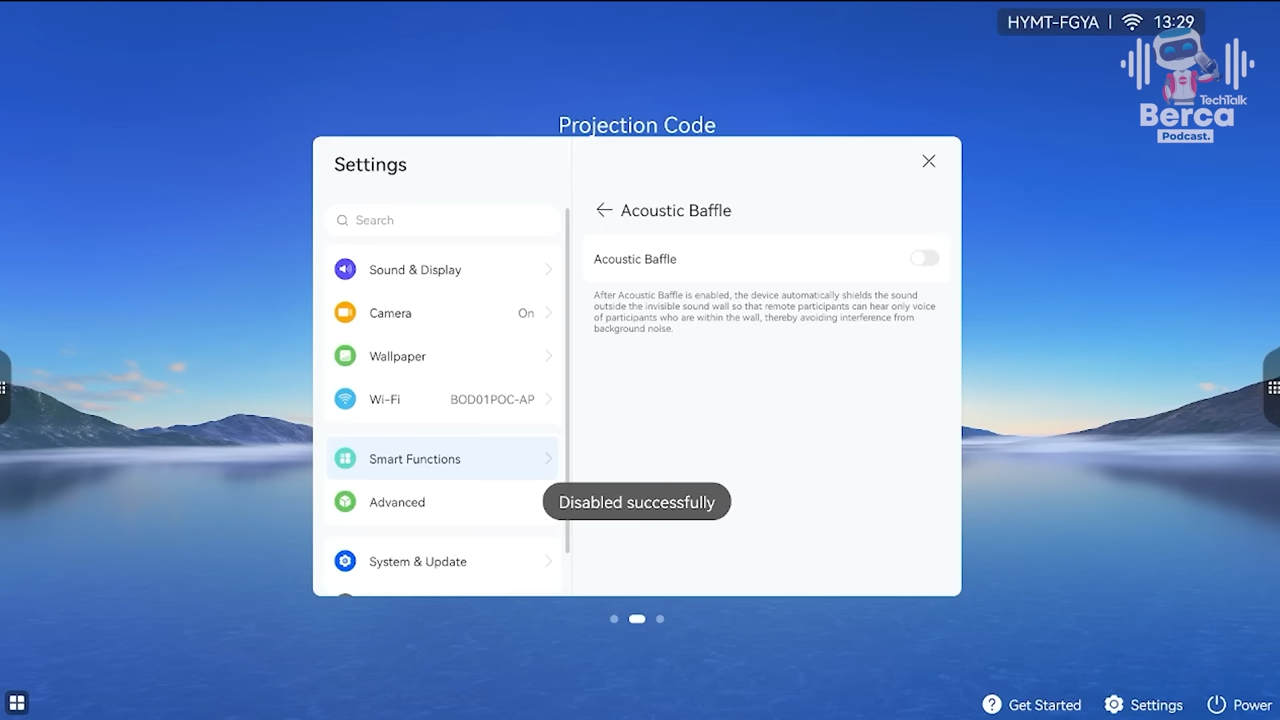 HYMT-FGYA | 13:29
TechTalk
Berca
Podcast.
Projection Code
Settings
Search
Sound & Display
Camera On
Wallpaper
Wi-Fi BOD01POC-AP
Smart Functions
Advanced
System & Update
Acoustic Baffle
Acoustic Baffle
After Acoustic Baffle is enabled, the device automatically shields the sound
outside the invisible sound wall so that remote participants can hear only voice
of participants who are within the wall, thereby avoiding interference from
background noise.
Disabled successfully
Get Started Settings Power